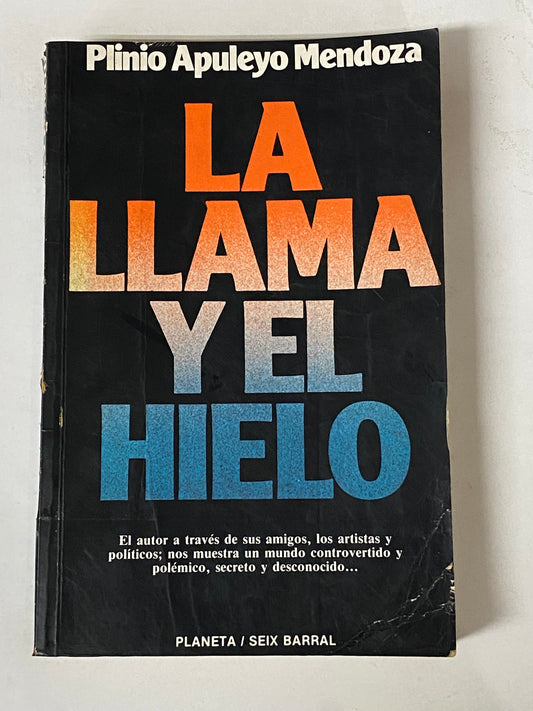 Plinio Apuleyo Mendoza
LA
LLAMA
Y EL
HIELO
El autor a través de sus amigos, los artistas y
políticos; nos muestra un mundo controvertido y
polémico, secreto y desconocido...
PLANETA / SEIX BARRAL